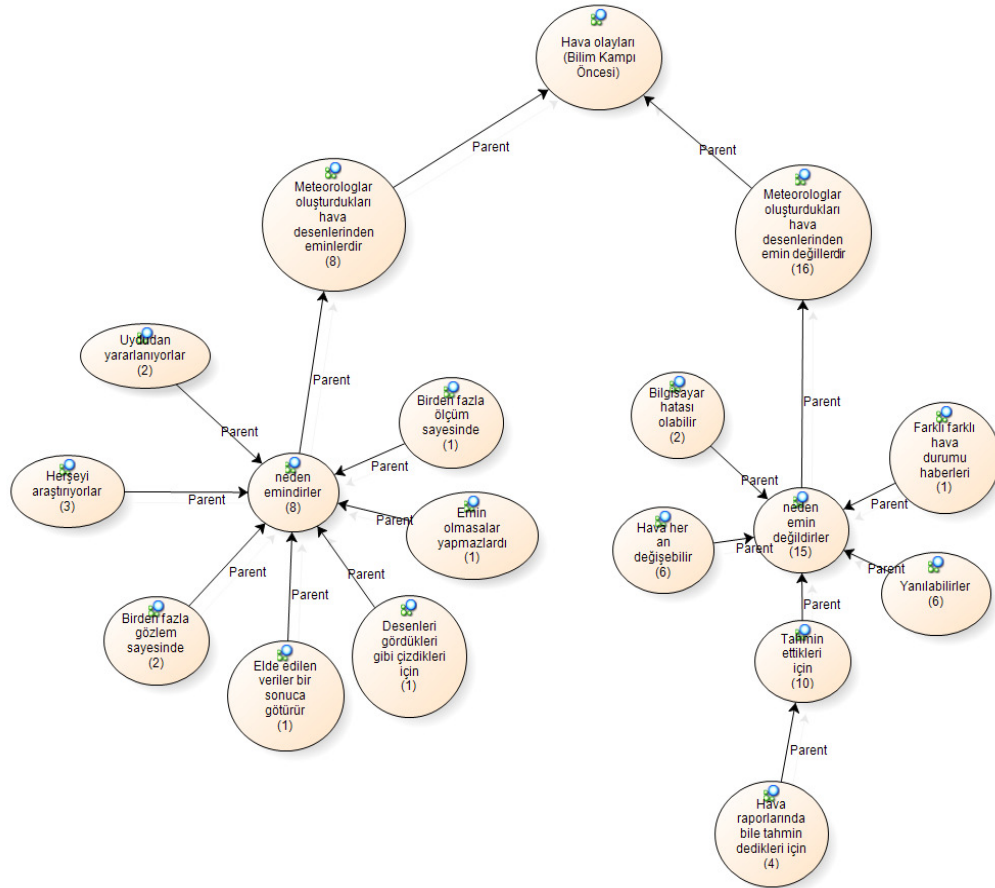 Hava olayları
(Bilim Kampı
Öncesi)
Parent
Parent
Meteorologlar
oluşturdukları
hava
desenlerinden
eminlerdir
(8)
Meteorologlar
oluşturdukları
hava
desenlerinden
emin değillerdir
(16)
Parent
Parent
Uydudan
yararlanıyorlar
(2)
Parent
Birden fazla
ölçüm
sayesinde
(1)
Parent
Herşeyi
araştırıyorlar
(3)
Parent
neden
emindirler
(8)
Emin
olmasalar
yapmazlardı
(1)
Parent
Birden fazla
gözlem
sayesinde
(2)
Parent
Elde edilen
veriler bir
sonuca
götürür
(1)
Parent
Desenleri
gördükleri
gibi çizdikleri
için
(1)
Parent
Bilgisayar
hatası
olabilir
(2)
Parent
Farklı farklı
hava
durumu
haberleri
(1)
Parent
Hava her
an
değişebilir
(6)
Parent
neden
emin
değildirler
(15)
Parent
Yanılabilirler
(6)
Parent
Tahmin
ettikleri
için
(10)
Parent
Hava
raporlarında
bile tahmin
dedikleri için
(4)